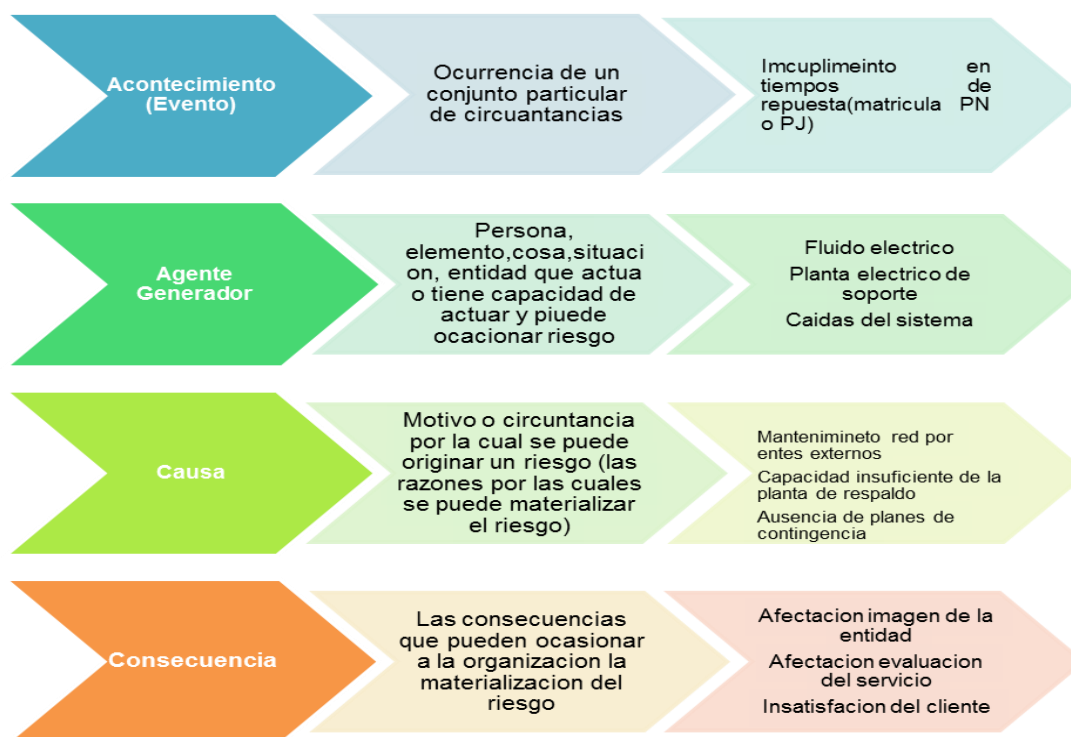 Acontecimiento
(Evento)
Ocurrencia de un
conjunto particular
de circuantancias
Imcuplimeinto en
tiempos de
repuesta(matricula PN
o PJ)
Agente
Generador
Persona,
elemento,cosa,situaci
on, entidad que actua
o tiene capacidad de
actuar y piuede
ocacionar riesgo
Fluido electrico
Planta electrico de
soporte
Caidas del sistema
Causa
Motivo o circuntancia
por la cual se puede
originar un riesgo (las
razones por las cuales
se puede materializar
el riesgo)
Mantenimineto red por
entes externos
Capacidad insuficiente de la
planta de respaldo
Ausencia de planes de
contingencia
Consecuencia
Las consecuencias
que pueden ocasionar
a la organizacion la
materializacion del
riesgo
Afectacion imagen de la
entidad
Afectacion evaluacion
del servicio
Insatisfacion del cliente